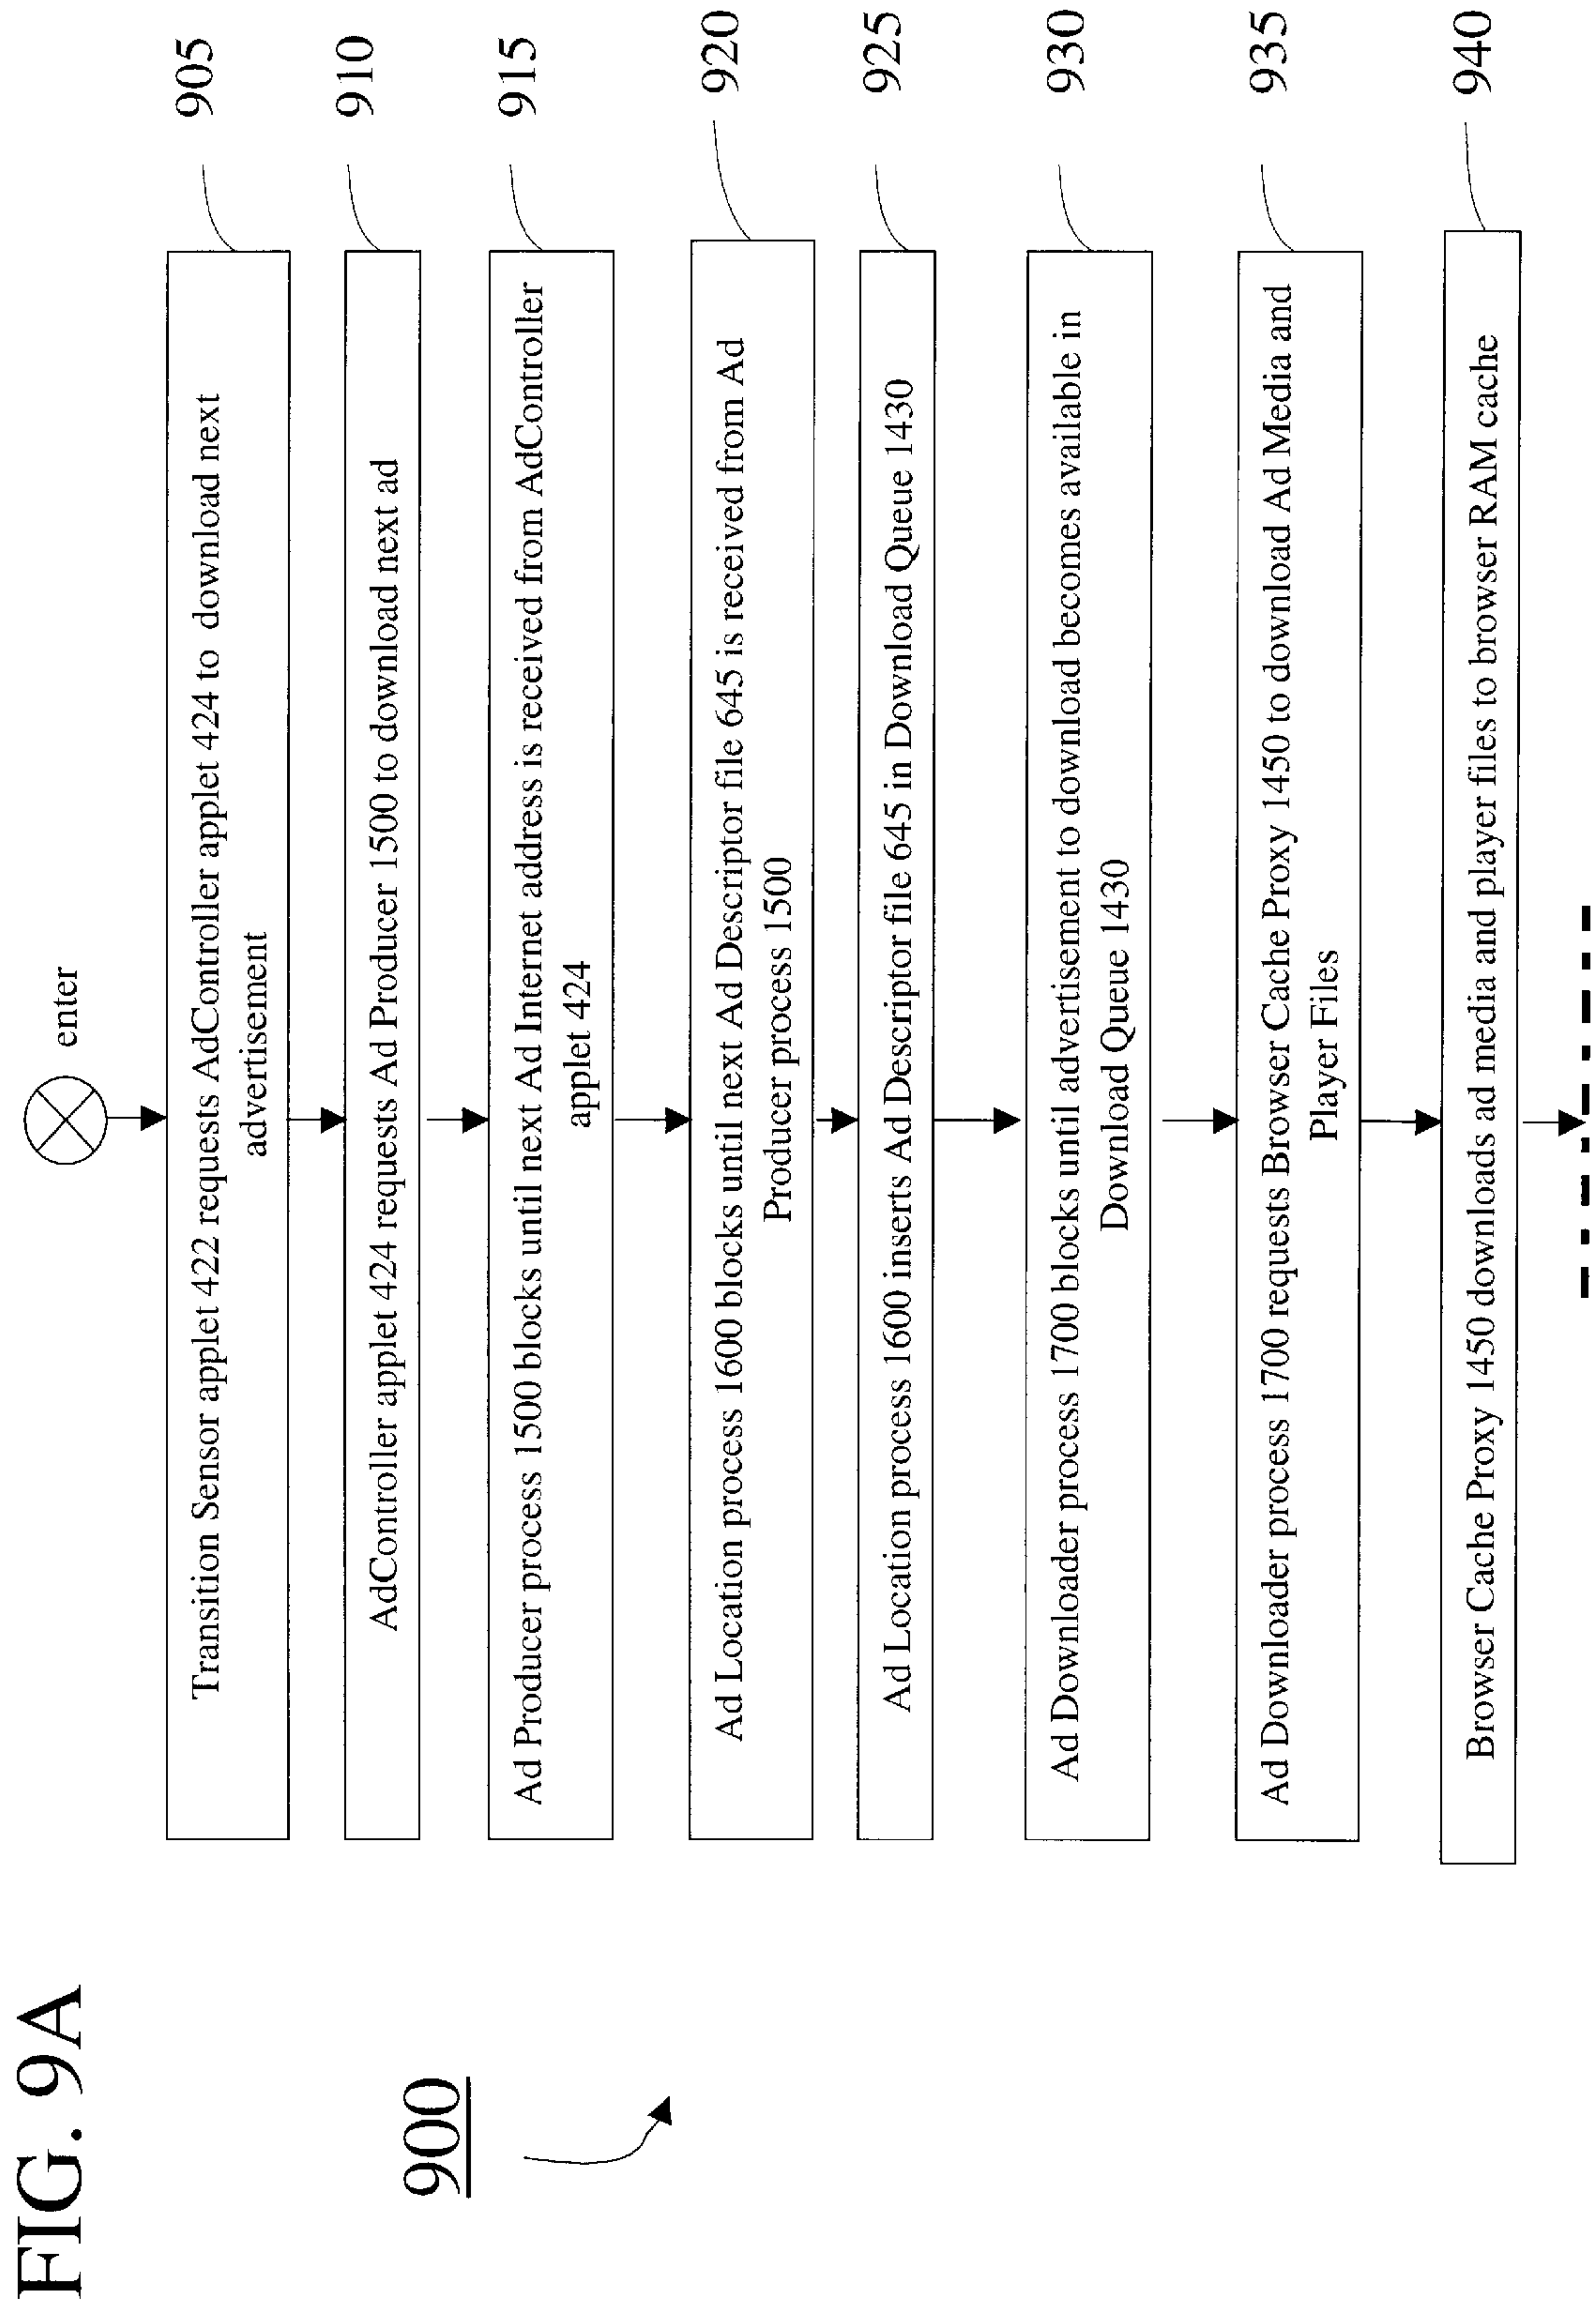 FIG. 9A
900
enter
Transition Sensor applet 422 requests AdController applet 424 to download next
advertisement
905
AdController applet 424 requests Ad Producer 1500 to download next ad
910
Ad Producer process 1500 blocks until next Ad Internet address is received from AdController
applet 424
915
Ad Location process 1600 blocks until next Ad Descriptor file 645 is received from Ad
Producer process 1500
920
Ad Location process 1600 inserts Ad Descriptor file 645 in Download Queue 1430
925
Ad Downloader process 1700 blocks until advertisement to download becomes available in
Download Queue 1430
930
Ad Downloader process 1700 requests Browser Cache Proxy 1450 to download Ad Media and
Player Files
935
Browser Cache Proxy 1450 downloads ad media and player files to browser RAM cache
940